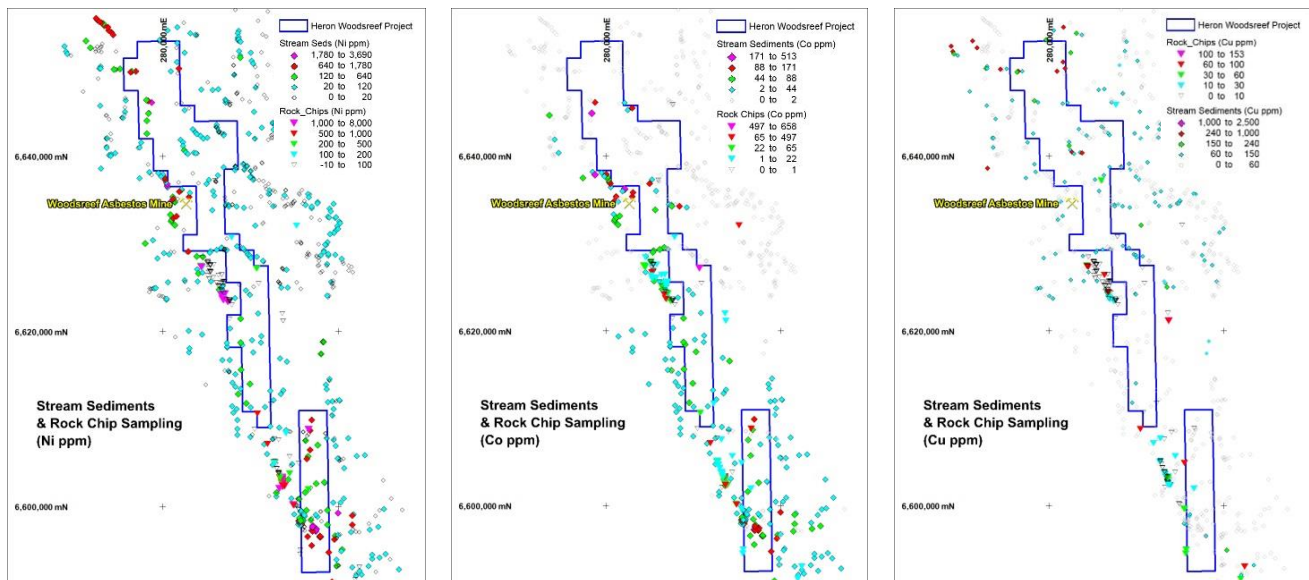 Heron Woodsreef Project
Stream Seds (Ni ppm)
1,780 to 3,690
640 to 1,780
120 to 640
20 to 120
0 to 20
Rock_Chips (Ni ppm)
1,000 to 8,000
500 to 1,000
200 to 500
100 to 200
-10 to 100
280,000 mE
6,640,000 mN
Woodsreef Asbestos Mine
6,620,000 mN
Stream Sediments
& Rock Chip Sampling
(Ni ppm)
6,600,000 mN
Heron Woodsreef Project
Stream Sediments (Co ppm)
171 to 513
88 to 171
44 to 88
2 to 44
0 to 2
Rock Chips (Co ppm)
497 to 658
65 to 497
22 to 65
1 to 22
0 to 1
280,000 mE
6,640,000 mN
Woodsreef Asbestos Mine
6,620,000 mN
Stream Sediments
& Rock Chip Sampling
(Co ppm)
6,600,000 mN
Heron Woodsreef Project
Rock_Chips (Cu ppm)
100 to 153
60 to 100
30 to 60
10 to 30
0 to 10
Stream Sediments (Cu ppm)
1,000 to 2,500
240 to 1,000
150 to 240
60 to 150
0 to 60
280,000 mE
6,640,000 mN
Woodsreef Asbestos Mine
6,620,000 mN
Stream Sediments
& Rock Chip Sampling
(Cu ppm)
6,600,000 mN